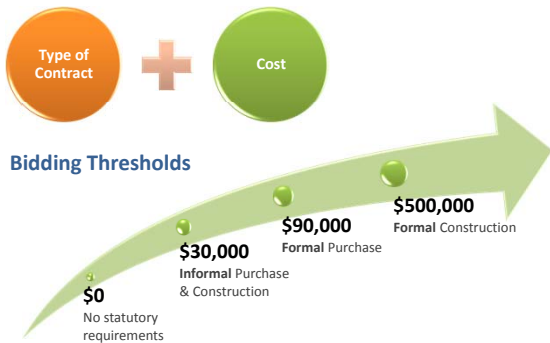 Type of
Contract
Cost
Bidding Thresholds
$500,000
Formal Construction
$90,000
Formal Purchase
$30,000
Informal Purchase
& Construction
$0
No statutory
requirements